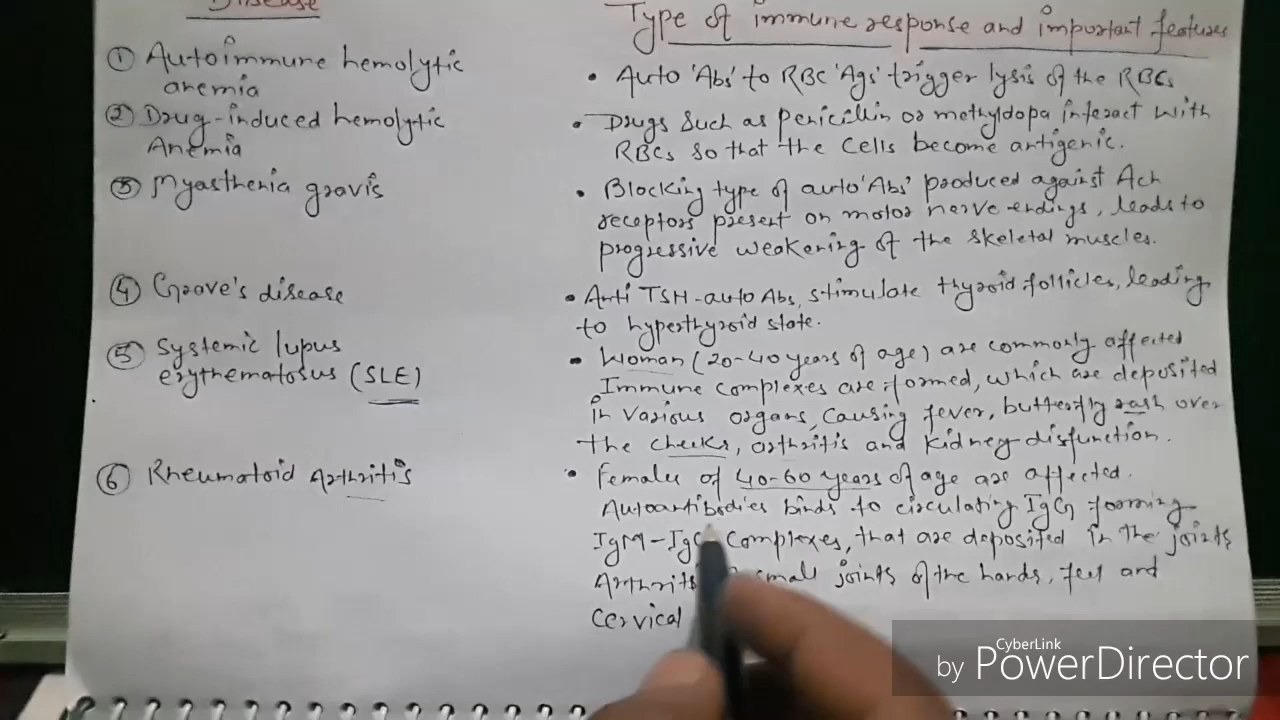 Disease
Type of immune response and important features
① Autoimmune hemolytic
anemia
• Auto 'Abs' to RBC 'Ags' trigger lysis of the RBCs
② Drug-induced hemolytic
Anemia
• Drugs such as penicillin or methyldopa interact with
RBCs so that the cells become antigenic.
③ Myasthenia gravis
• Blocking type of auto 'Abs' produced against Ach
receptors present on motor nerve endings, leads to
progressive weakening of the skeletal muscles.
④ Grave's disease
• Anti TSH-auto Abs, stimulate thyroid follicles, leading
to hyperthyroid state.
⑤ Systemic lupus
erythematosus (SLE)
• Woman (20-40 years of age) are commonly affected
Immune complexes are formed, which are deposited
in various organs, causing fever, butterfly rash over
the cheeks, arthritis and kidney disfunction.
⑥ Rheumatoid Arthritis
• Female of 40-60 years of age are affected.
Autoantibodies binds to circulating IgG forming
IgM-IgG complexes, that are deposited in the joints
small joints of the hands, feet and
cervical
CyberLink
by PowerDirector